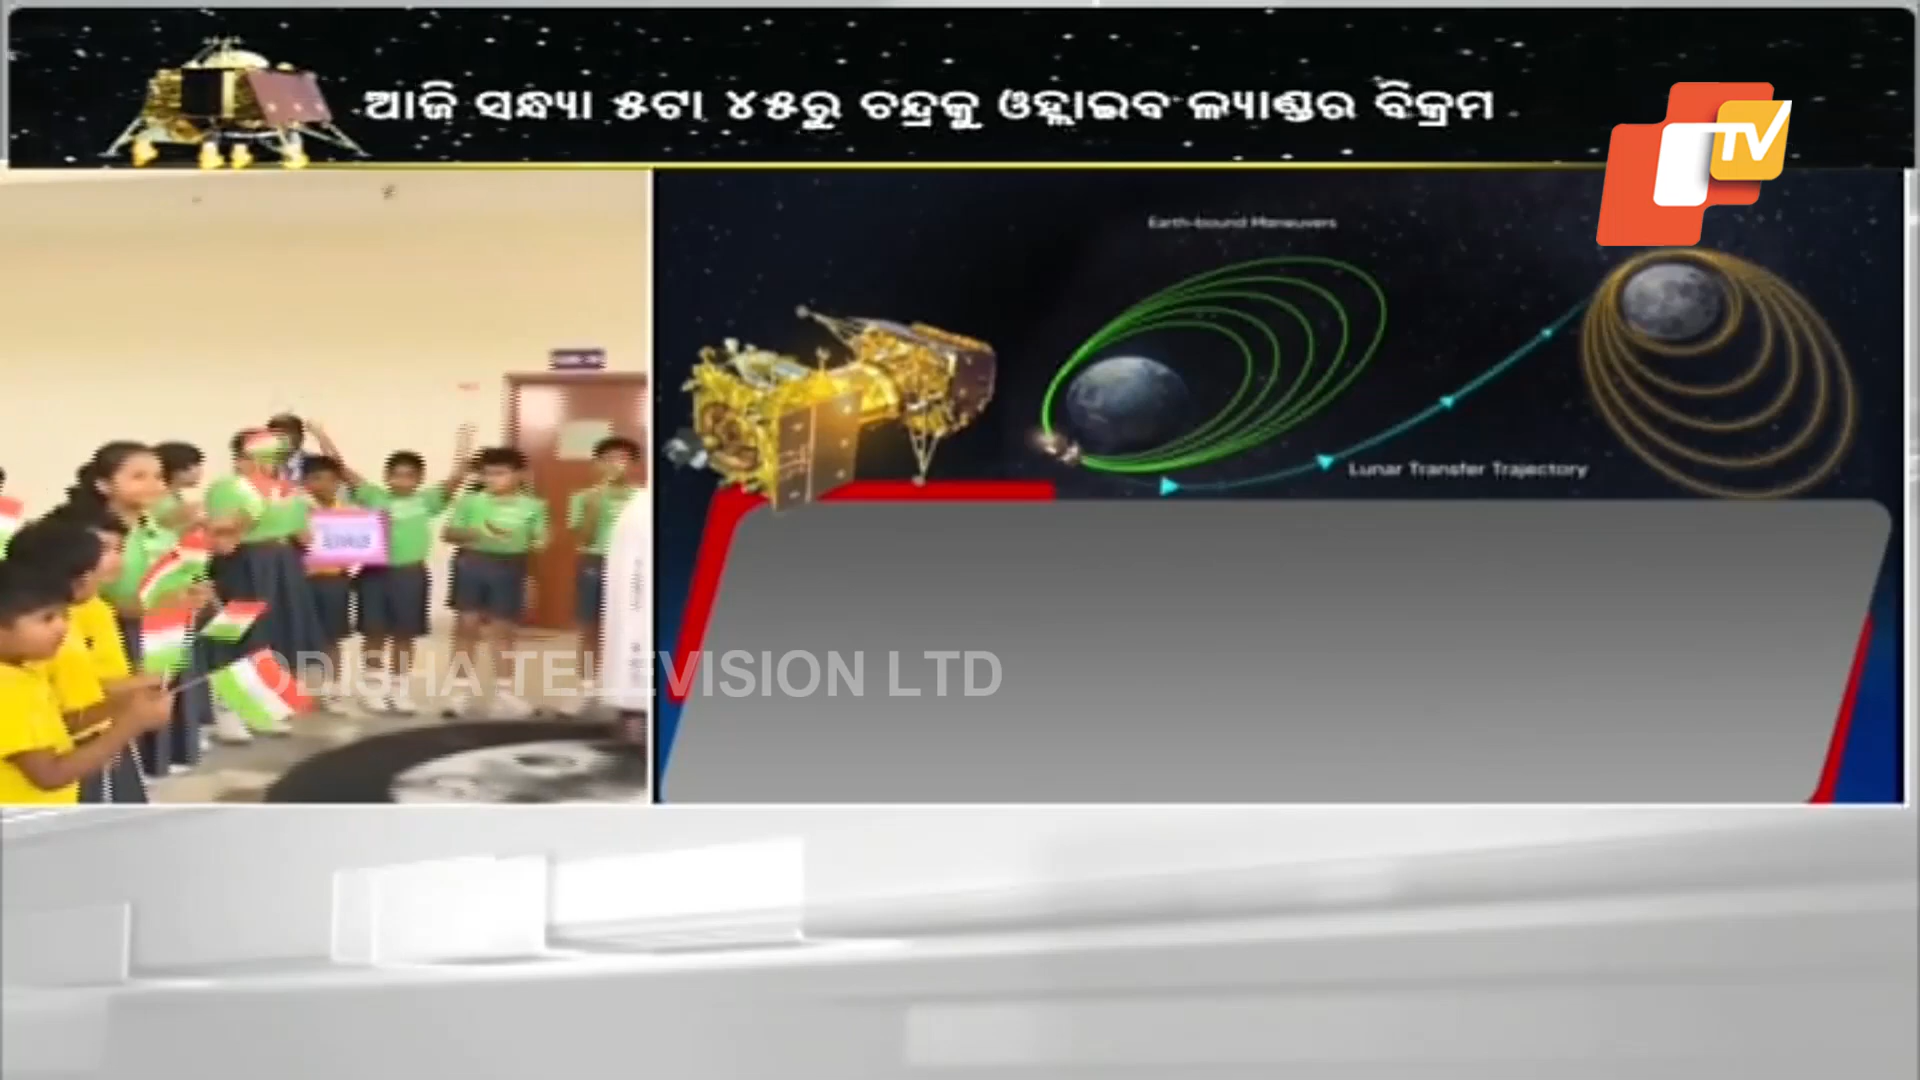 ଆଜି ସନ୍ଧ୍ୟା ୫ଟା ୪୫ରୁ ଚନ୍ଦ୍ରକୁ ଓହ୍ଲାଇବ ଲ୍ୟାଣ୍ଡର ବିକ୍ରମ
TV
Earth-bound Maneuvers
Lunar Transfer Trajectory
ODISHA TELEVISION LTD